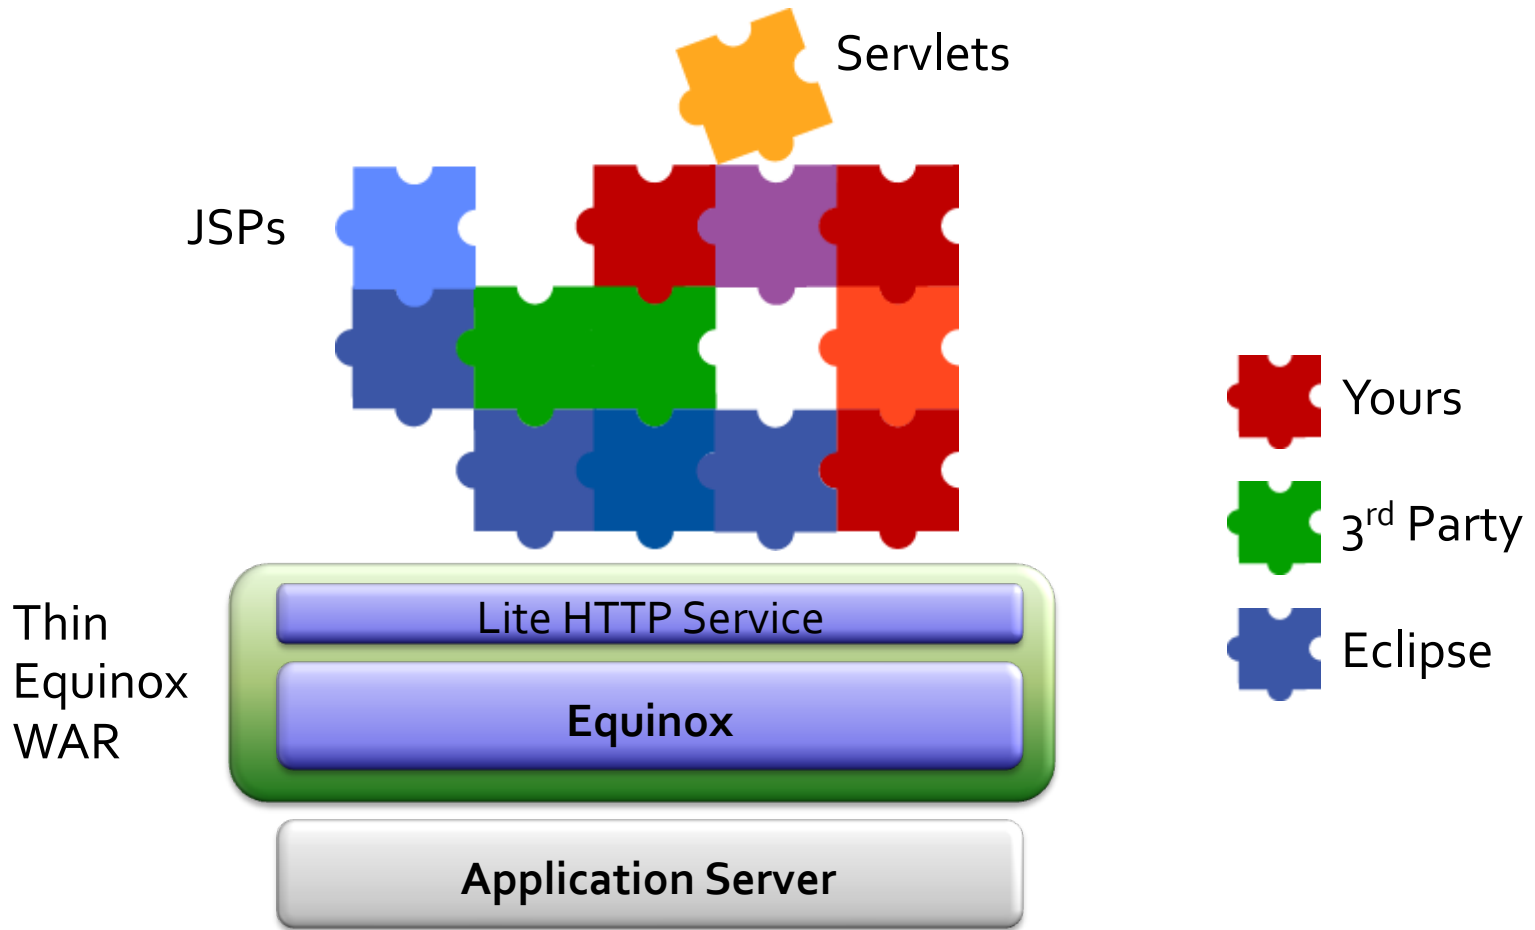 Servlets
JSPs
Yours
3rd Party
Eclipse
Thin
Equinox
WAR
Lite HTTP Service
Equinox
Application Server